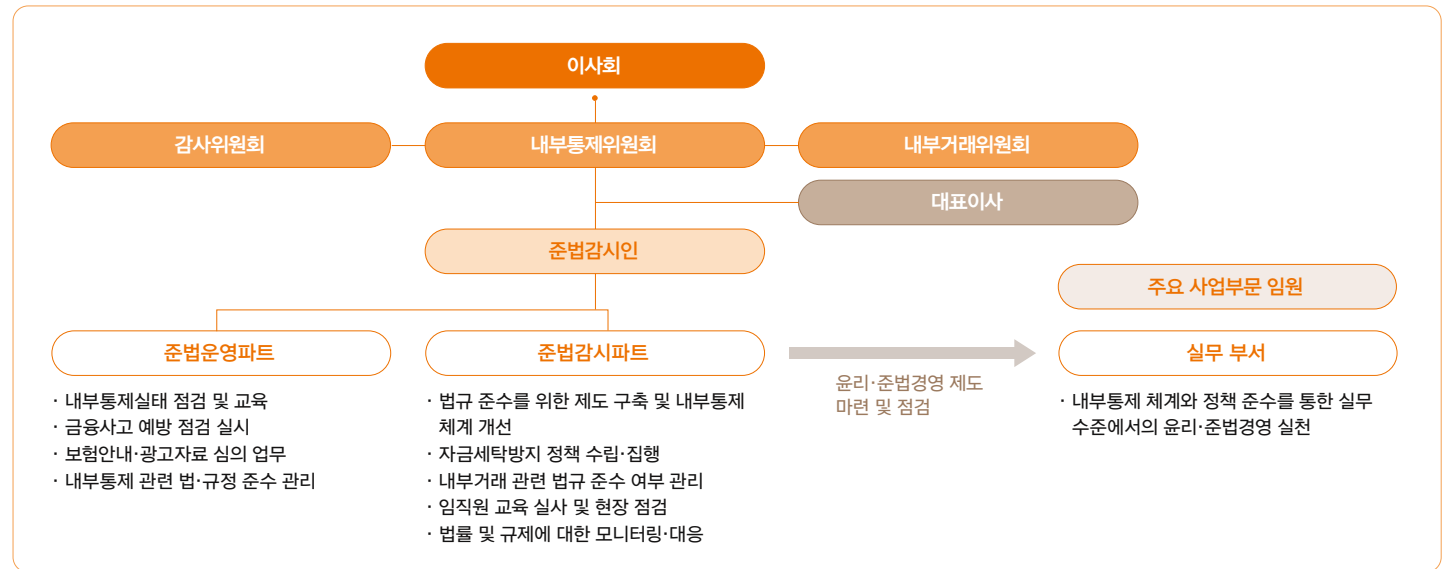 이사회
감사위원회
내부통제위원회
내부거래위원회
대표이사
준법감시인
주요 사업부문 임원
준법운영파트
준법감시파트
실무 부서
· 내부통제실태 점검 및 교육
· 금융사고 예방 점검 실시
· 보험안내·광고자료 심의 업무
· 내부통제 관련 법·규정 준수 관리
· 법규 준수를 위한 제도 구축 및 내부통제
체계 개선
· 자금세탁방지 정책 수립·집행
· 내부거래 관련 법규 준수 여부 관리
· 임직원 교육 실사 및 현장 점검
· 법률 및 규제에 대한 모니터링·대응
윤리·준법경영 제도
마련 및 점검
· 내부통제 체계와 정책 준수를 통한 실무
수준에서의 윤리·준법경영 실천